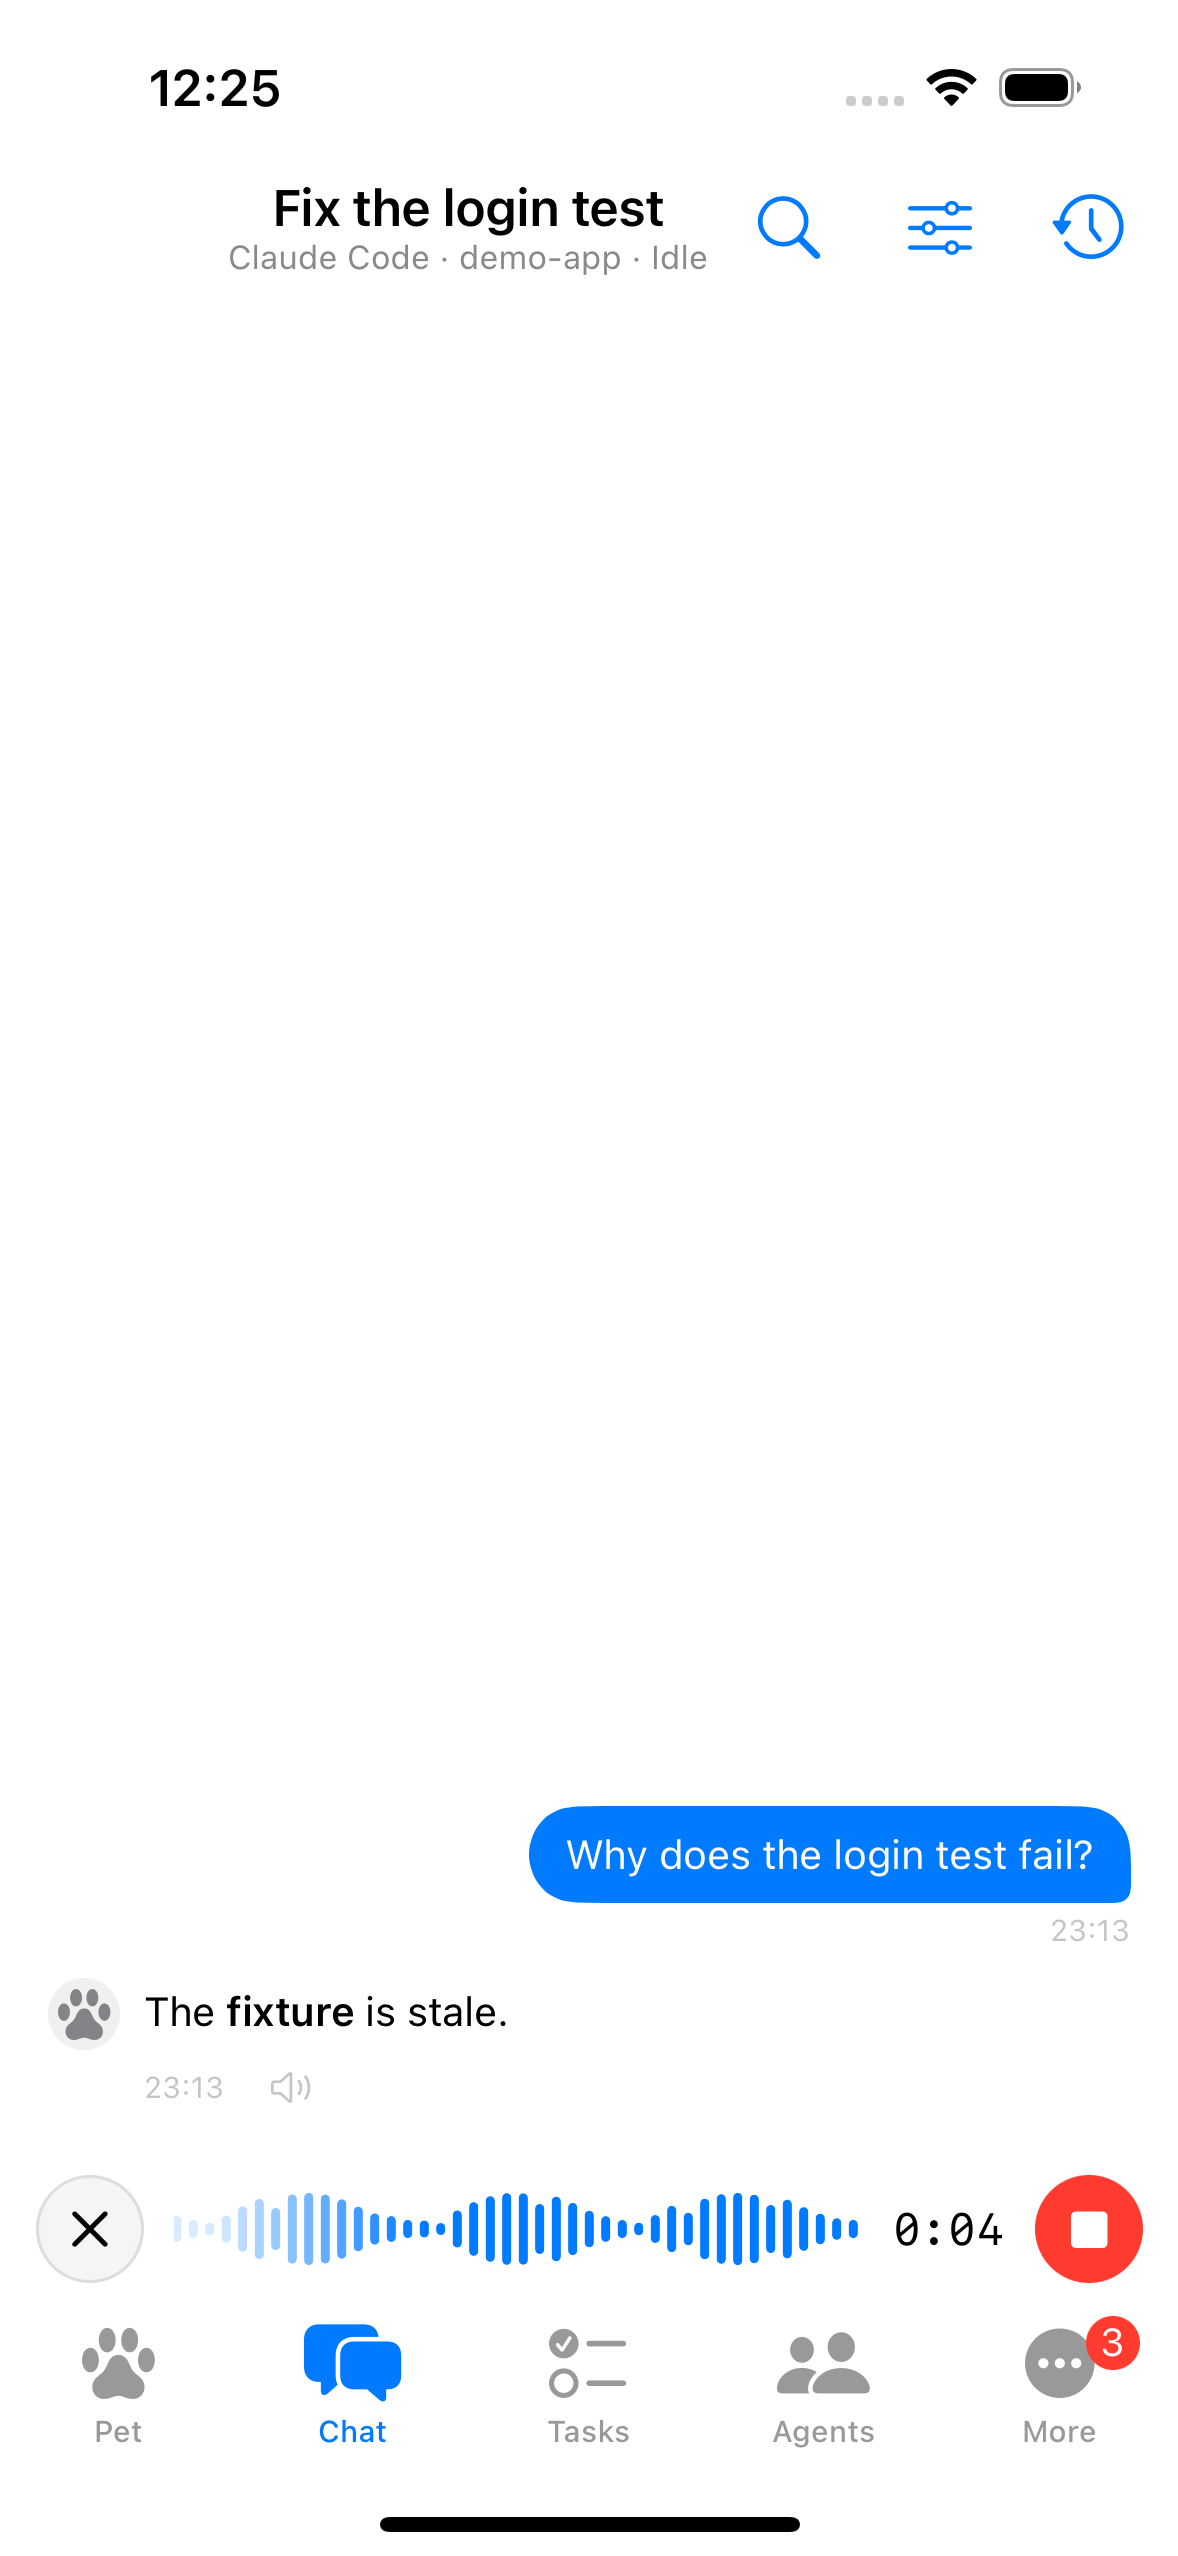 12:25
Fix the login test
Claude Code · demo-app · Idle
Why does the login test fail?
23:13
The fixture is stale.
23:13
0:04
3
Pet
Chat
Tasks
Agents
More